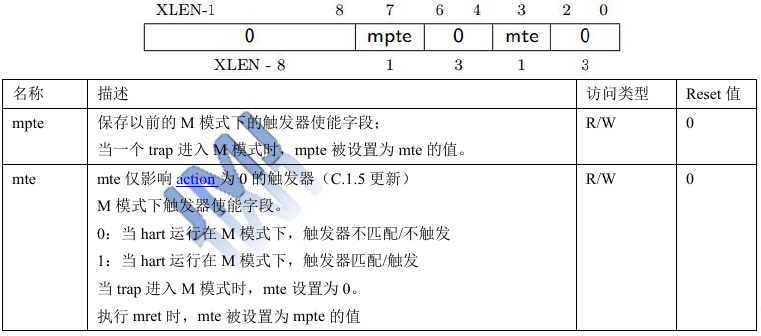 XLEN-1 8 7 6 4 3 2 0
0 mpte 0 mte 0
XLEN - 8 1 3 1 3
名称 描述 访问类型 Reset 值
mpte 保存以前的 M 模式下的触发器使能字段； R/W 0
当一个 trap 进入 M 模式时，mpte 被设置为 mte 的值。
mte mte 仅影响 action 为 0 的触发器（C.1.5 更新） R/W 0
M 模式下触发器使能字段。
0：当 hart 运行在 M 模式下，触发器不匹配/不触发
1：当 hart 运行在 M 模式下，触发器匹配/触发
当 trap 进入 M 模式时，mte 设置为 0。
执行 mret 时，mte 被设置为 mpte 的值